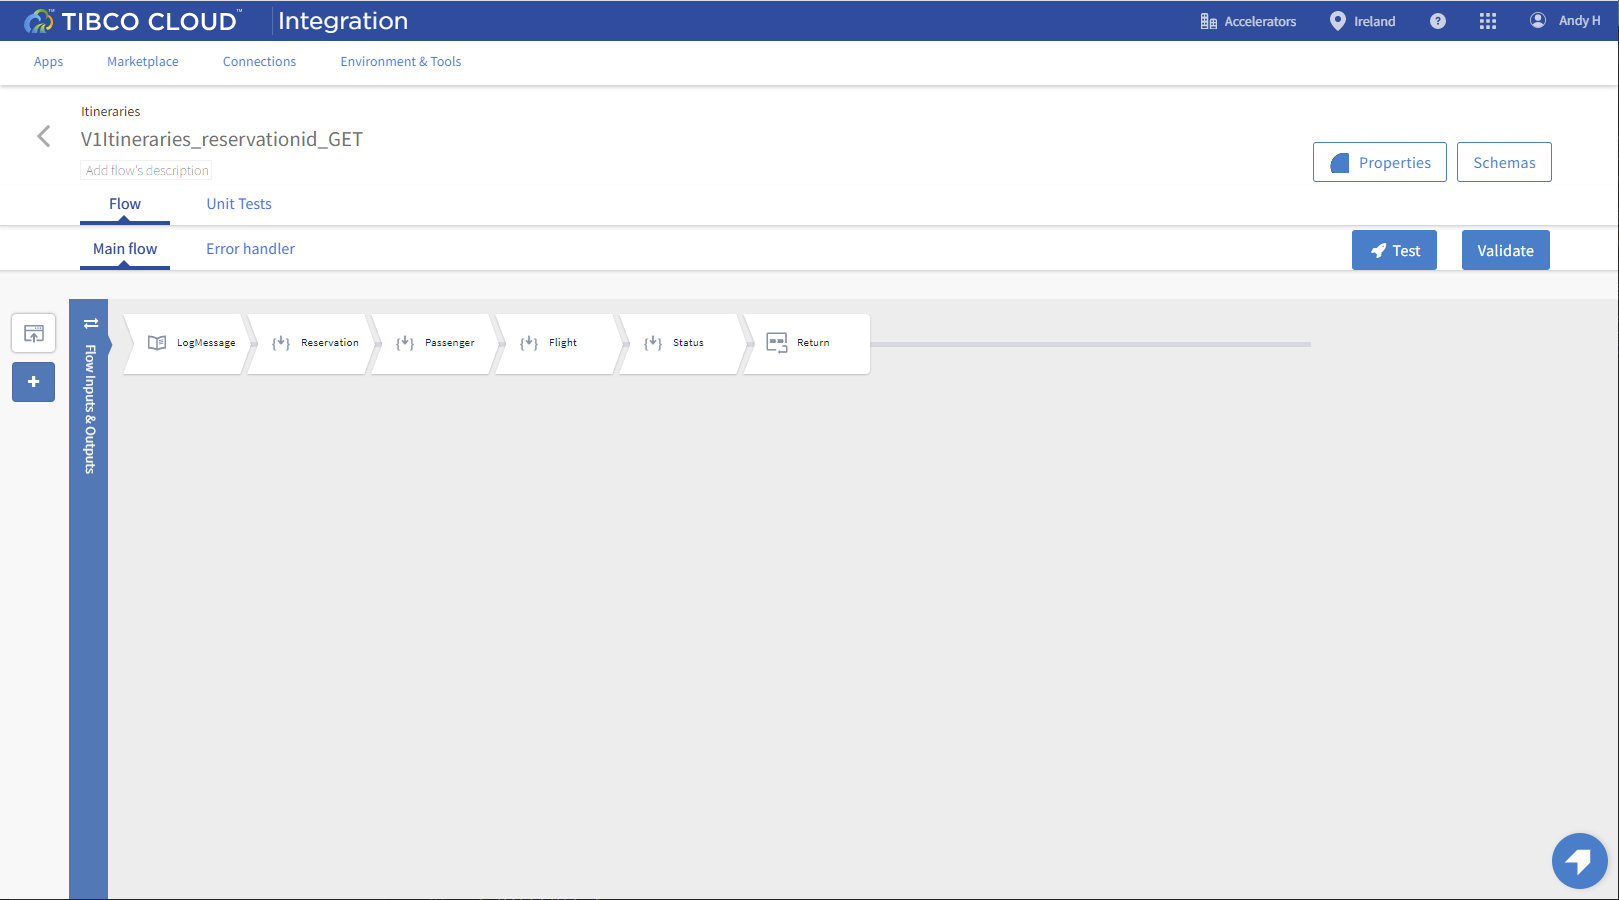 TIBCO CLOUD™ Integration
Accelerators Ireland ? Andy H
Apps Marketplace Connections Environment & Tools
Itineraries
V1Itineraries_reservationid_GET
Add flow's description
Properties Schemas
Flow Unit Tests
Main flow Error handler
Test Validate
Flow Inputs & Outputs
LogMessage Reservation Passenger Flight Status Return